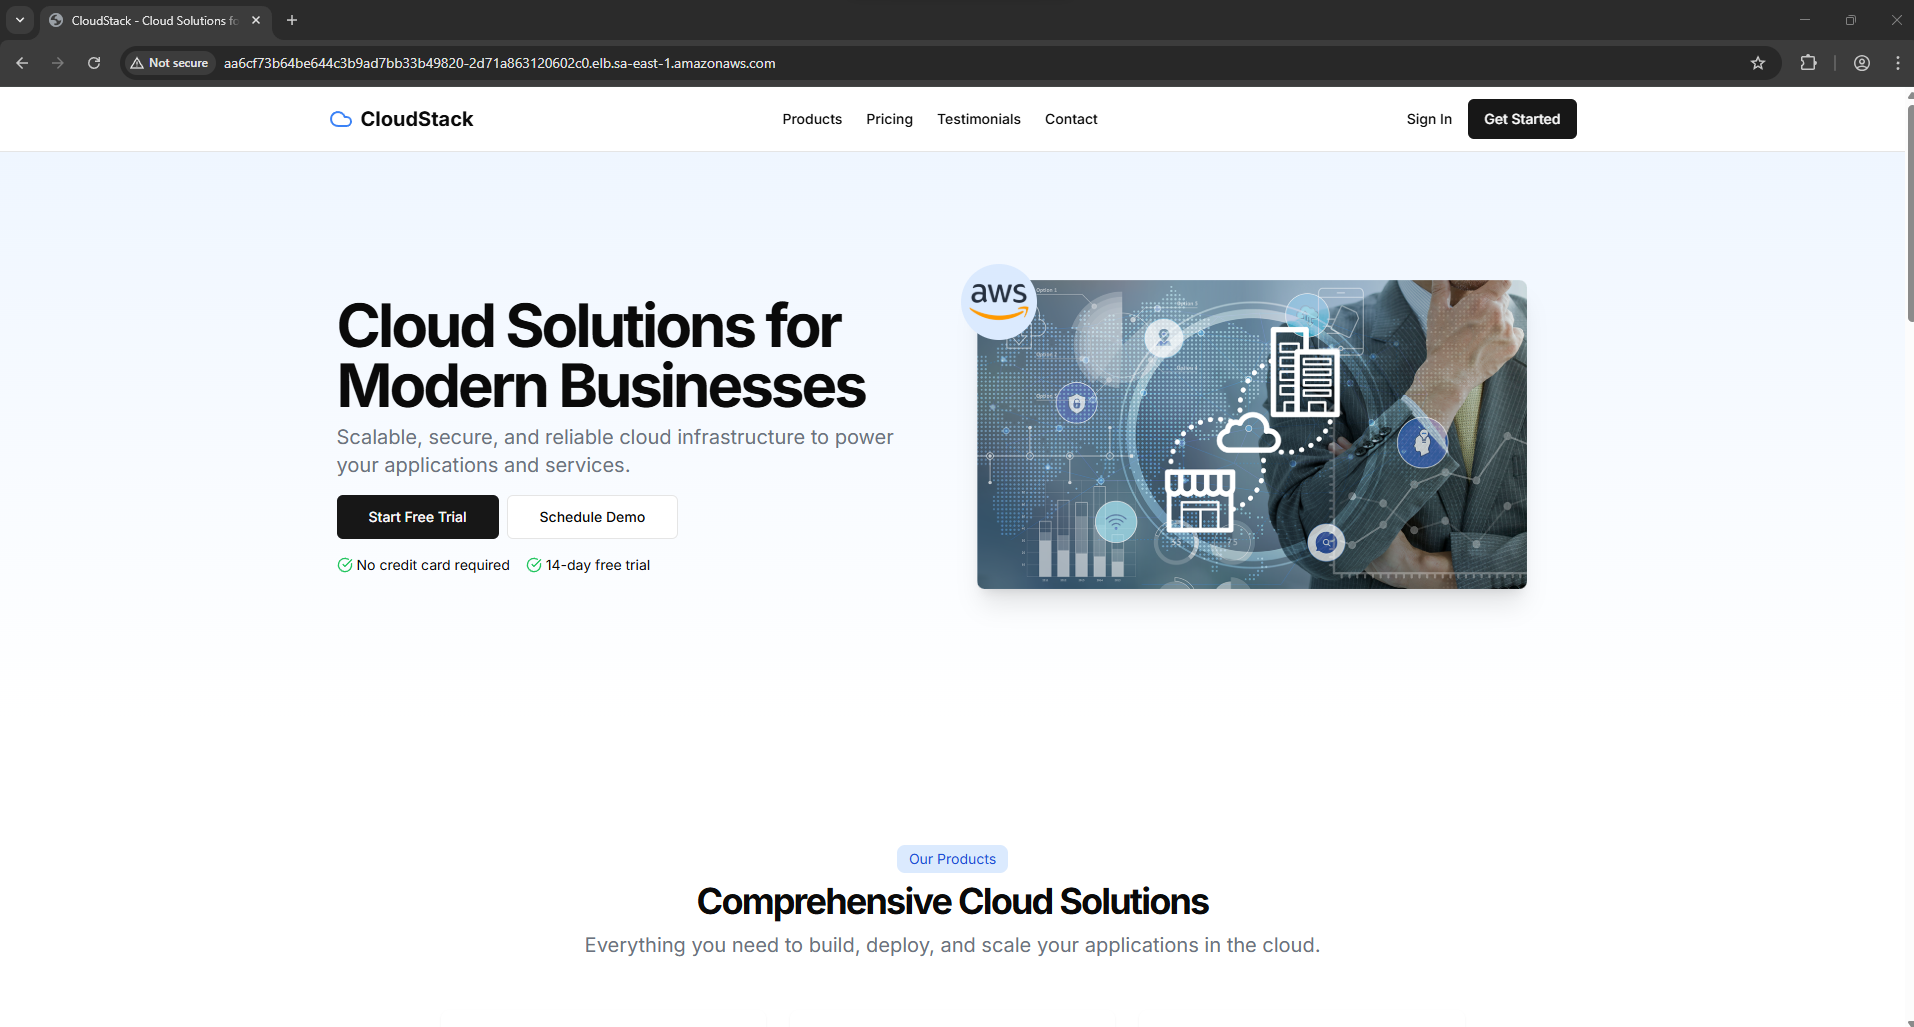 CloudStack - Cloud Solutions fo
Not secure
aa6cf73b64be644c3b9ad7bb33b49820-2d71a863120602c0.elb.sa-east-1.amazonaws.com
CloudStack
Products
Pricing
Testimonials
Contact
Sign In
Get Started
Cloud Solutions for
Modern Businesses
Scalable, secure, and reliable cloud infrastructure to power
your applications and services.
Start Free Trial
Schedule Demo
No credit card required
14-day free trial
aws
Option 1
Our Products
Comprehensive Cloud Solutions
Everything you need to build, deploy, and scale your applications in the cloud.